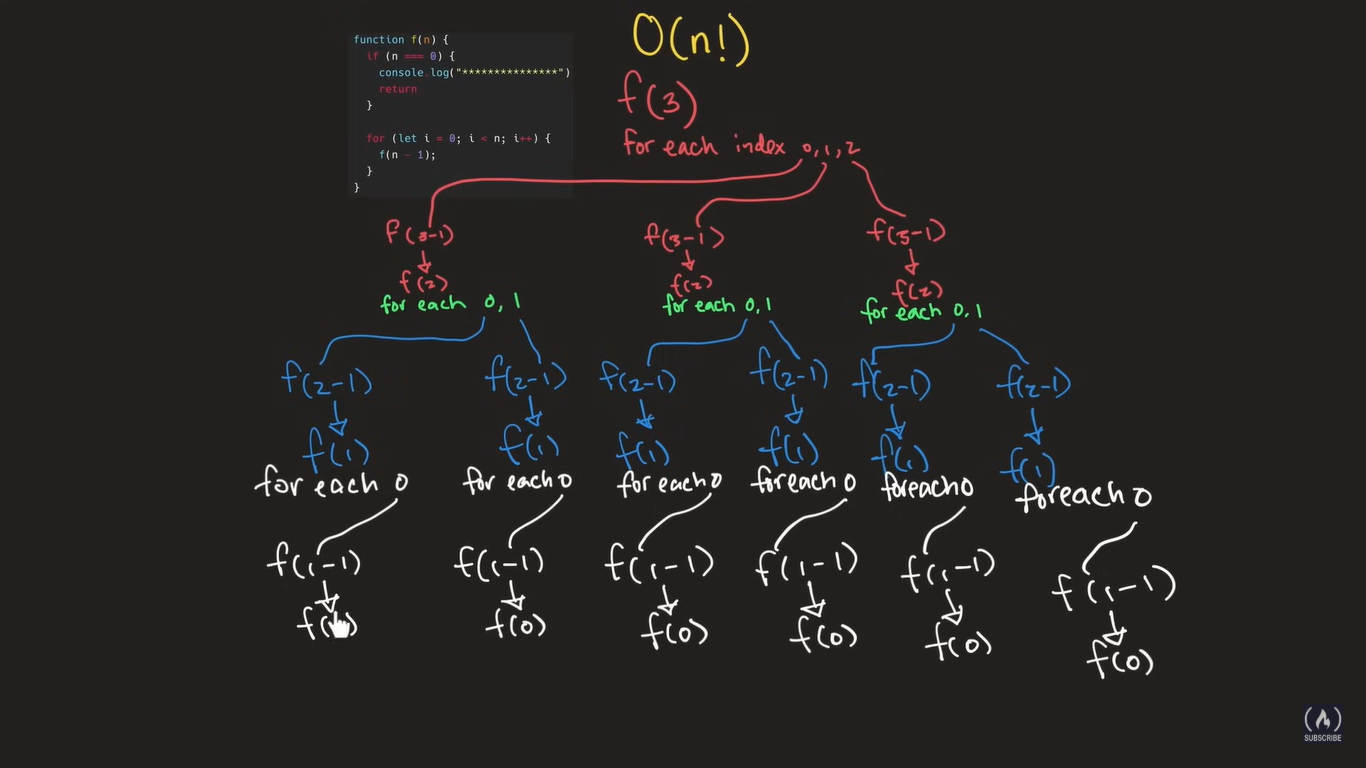 O(n!)
function f(n) {
if (n === 0) {
console.log("***************")
return
}
for (let i = 0; i < n; i++) {
f(n - 1);
}
}
f(3)
for each index 0,1,2
f(3-1) f(3-1) f(3-1)
f(2) f(2) f(2)
for each 0, 1 for each 0,1 for each 0,1
f(2-1) f(2-1) f(2-1) f(2-1) f(2-1) f(2-1)
f(1) f(1) f(1) f(1) f(1) f(1)
for each 0 for each 0 for each 0 foreach 0 foreach 0 foreach 0
f(1-1) f(1-1) f(1-1) f(1-1) f(1-1) f(1-1)
f( ) f(0) f(0) f(0) f(0) f(0)
SUBSCRIBE